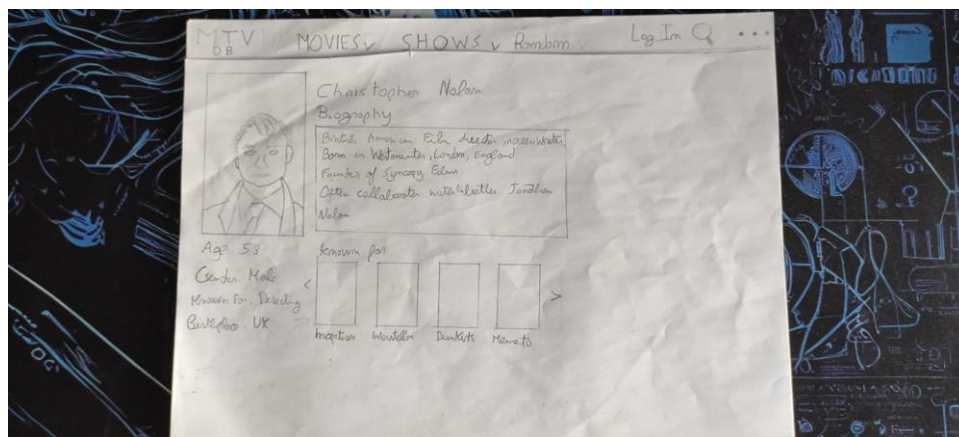 MTV
DB
MOVIES
SHOWS
Random
Log In
Christopher Nolan
Biography
British American Film director, screenwriter
Born in Westminster, London, England
Founder of Syncopy Films
Often collaborates with brother Jonathan
Nolan
Age. 53
Gender. Male
Known For. Directing
Birthplace. UK
Known for
Inception
Dunkirk
Memento